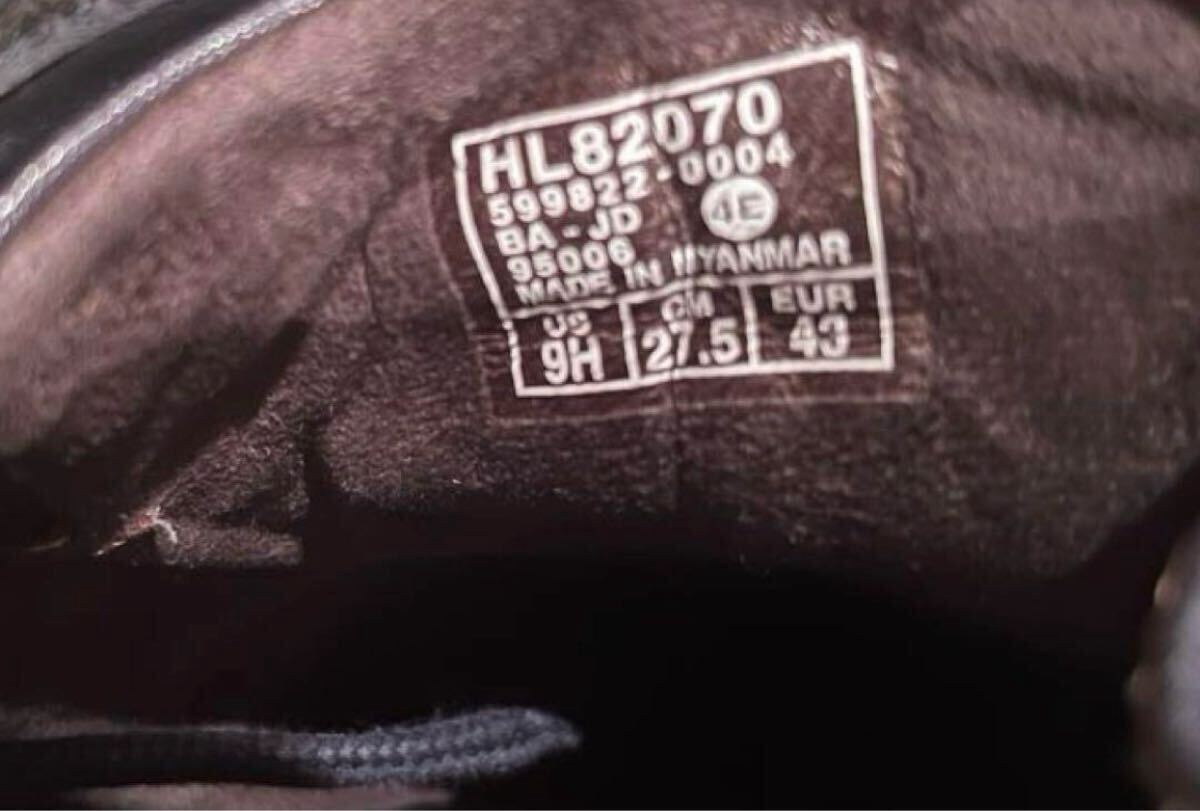 HL82070
599822-0004
BA-JD 4E
95006
MADE IN MYANMAR
US CM EUR
9H 27.5 43